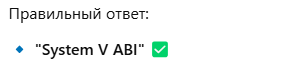 Правильный ответ:
🔹 "System V ABI" ✅